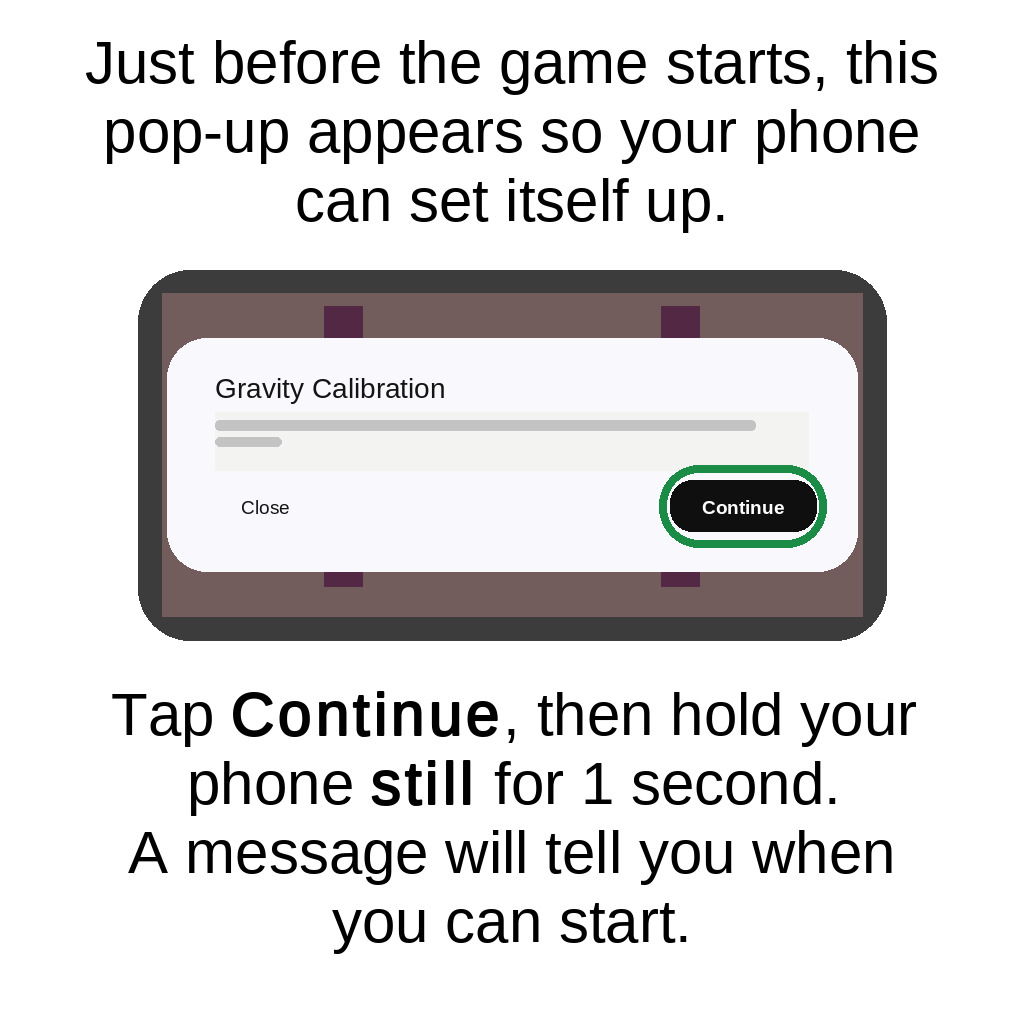 Just before the game starts, this
pop-up appears so your phone
can set itself up.
Gravity Calibration
Close
Continue
Tap Continue, then hold your
phone still for 1 second.
A message will tell you when
you can start.